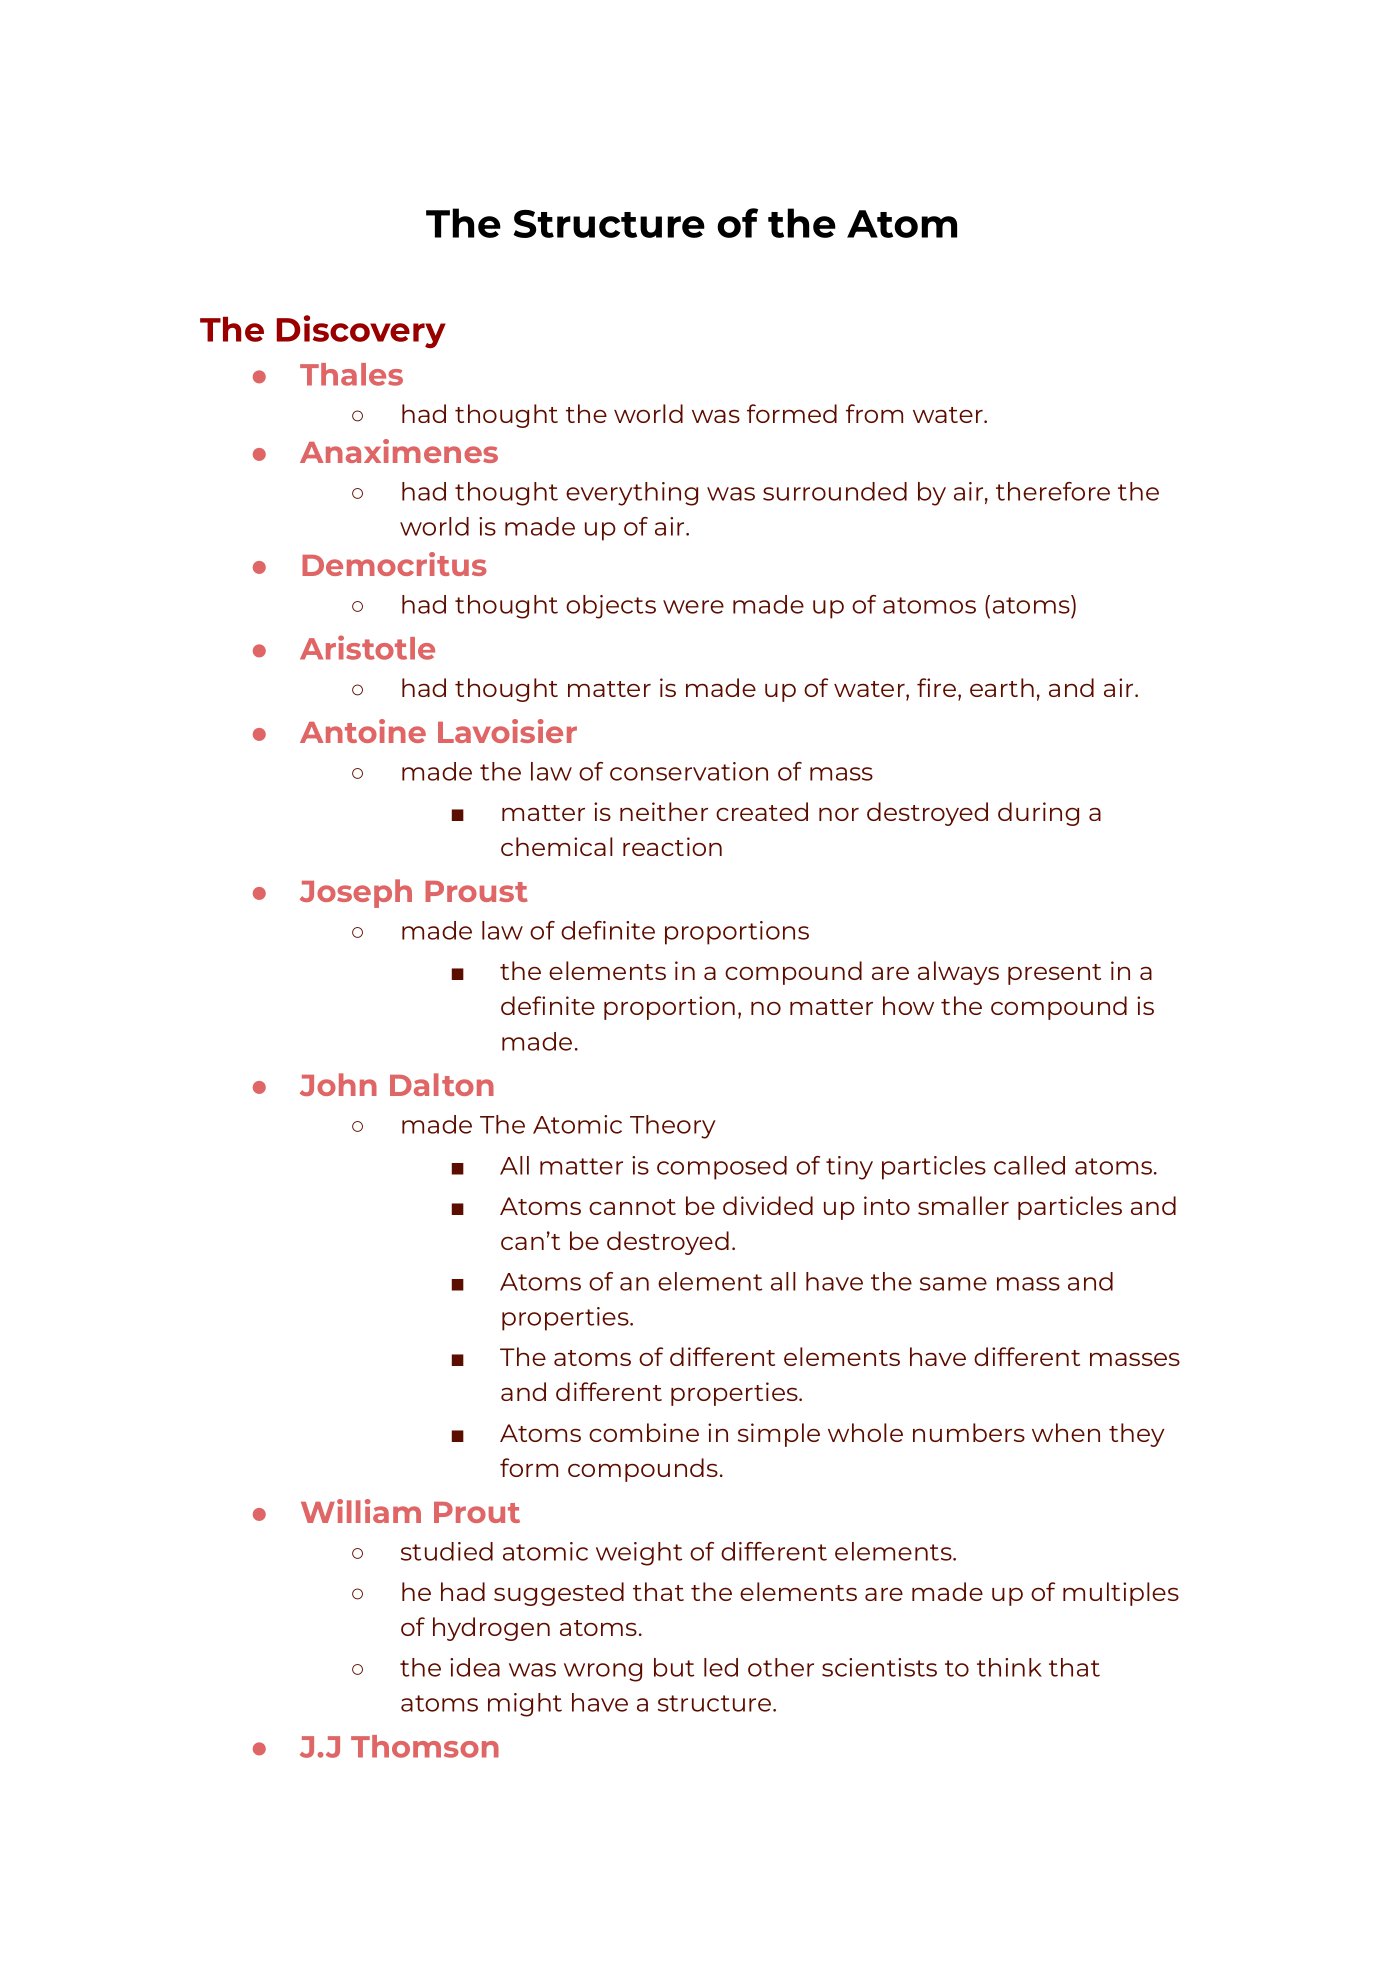 The Structure of the Atom
The Discovery
● Thales
○ had thought the world was formed from water.
● Anaximenes
○ had thought everything was surrounded by air, therefore the
world is made up of air.
● Democritus
○ had thought objects were made up of atomos (atoms)
● Aristotle
○ had thought matter is made up of water, fire, earth, and air.
● Antoine Lavoisier
○ made the law of conservation of mass
■ matter is neither created nor destroyed during a
chemical reaction
● Joseph Proust
○ made law of definite proportions
■ the elements in a compound are always present in a
definite proportion, no matter how the compound is
made.
● John Dalton
○ made The Atomic Theory
■ All matter is composed of tiny particles called atoms.
■ Atoms cannot be divided up into smaller particles and
can’t be destroyed.
■ Atoms of an element all have the same mass and
properties.
■ The atoms of different elements have different masses
and different properties.
■ Atoms combine in simple whole numbers when they
form compounds.
● William Prout
○ studied atomic weight of different elements.
○ he had suggested that the elements are made up of multiples
of hydrogen atoms.
○ the idea was wrong but led other scientists to think that
atoms might have a structure.
● J.J Thomson